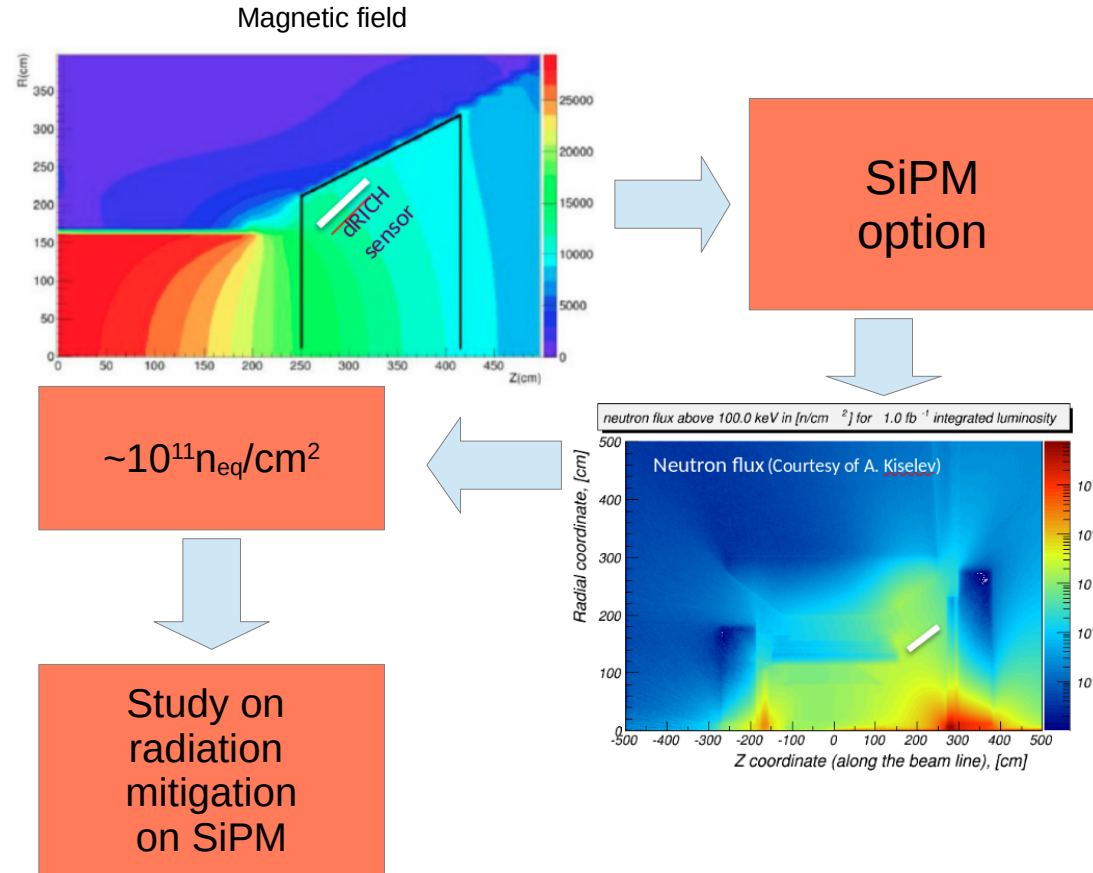 Magnetic field
R(cm)
350
300
250
200
150
100
50
0
0 50 100 150 200 250 300 350 400 450
Z(cm)
25000
20000
15000
10000
5000
0
dRICH
sensor
SiPM
option
neutron flux above 100.0 keV in [n/cm ²] for 1.0 fb ⁻¹ integrated luminosity
Neutron flux (Courtesy of A. Kiselev)
Radial coordinate, [cm]
500
400
300
200
100
0
-500 -400 -300 -200 -100 0 100 200 300 400 500
Z coordinate (along the beam line), [cm]
~10¹¹nₑq/cm²
Study on
radiation
mitigation
on SiPM